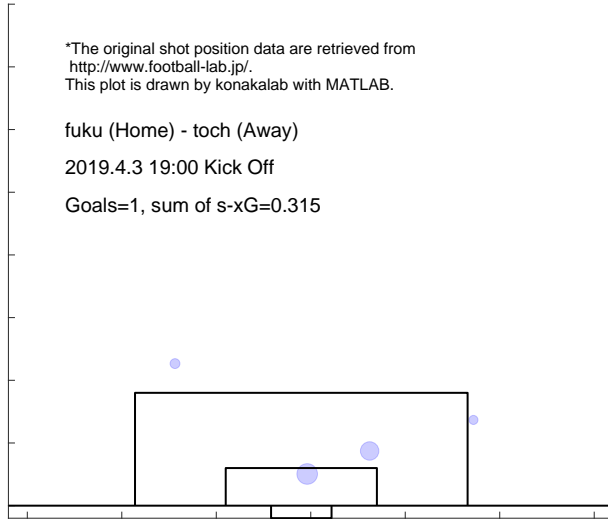 *The original shot position data are retrieved from
http://www.football-lab.jp/.
This plot is drawn by konakalab with MATLAB.
fuku (Home) - toch (Away)
2019.4.3 19:00 Kick Off
Goals=1, sum of s-xG=0.315